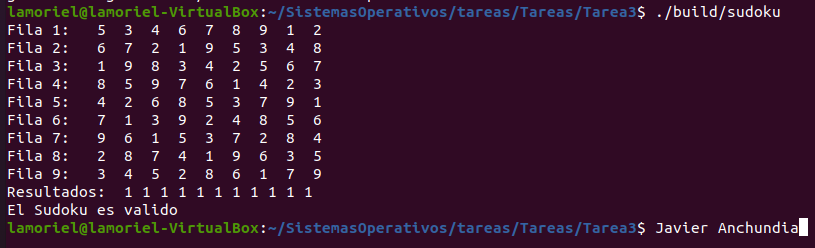 lamoriel@lamoriel-VirtualBox:~/SistemasOperativos/tareas/Tareas/Tarea3$ ./build/sudoku
Fila 1: 5 3 4 6 7 8 9 1 2
Fila 2: 6 7 2 1 9 5 3 4 8
Fila 3: 1 9 8 3 4 2 5 6 7
Fila 4: 8 5 9 7 6 1 4 2 3
Fila 5: 4 2 6 8 5 3 7 9 1
Fila 6: 7 1 3 9 2 4 8 5 6
Fila 7: 9 6 1 5 3 7 2 8 4
Fila 8: 2 8 7 4 1 9 6 3 5
Fila 9: 3 4 5 2 8 6 1 7 9
Resultados: 1 1 1 1 1 1 1 1 1 1 1
El Sudoku es valido
lamoriel@lamoriel-VirtualBox:~/SistemasOperativos/tareas/Tareas/Tarea3$ Javier Anchundia